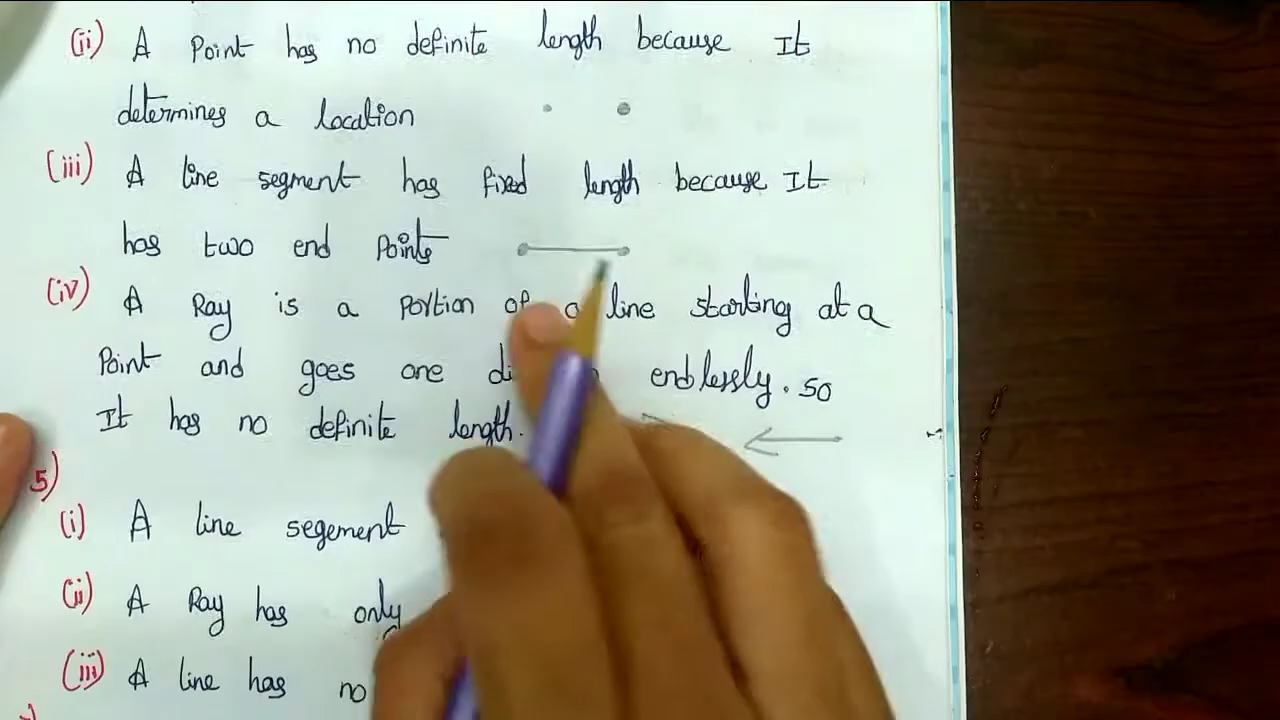 (ii) A Point has no definite length because It
determines a location
(iii) A line segment has fixed length because It
has two end Points
(iv) A Ray is a Portion of a line starting at a
Point and goes one endlessly. so
It has no definite length.
5)
(i) A line segement
(ii) A Ray has only
(iii) A line has no